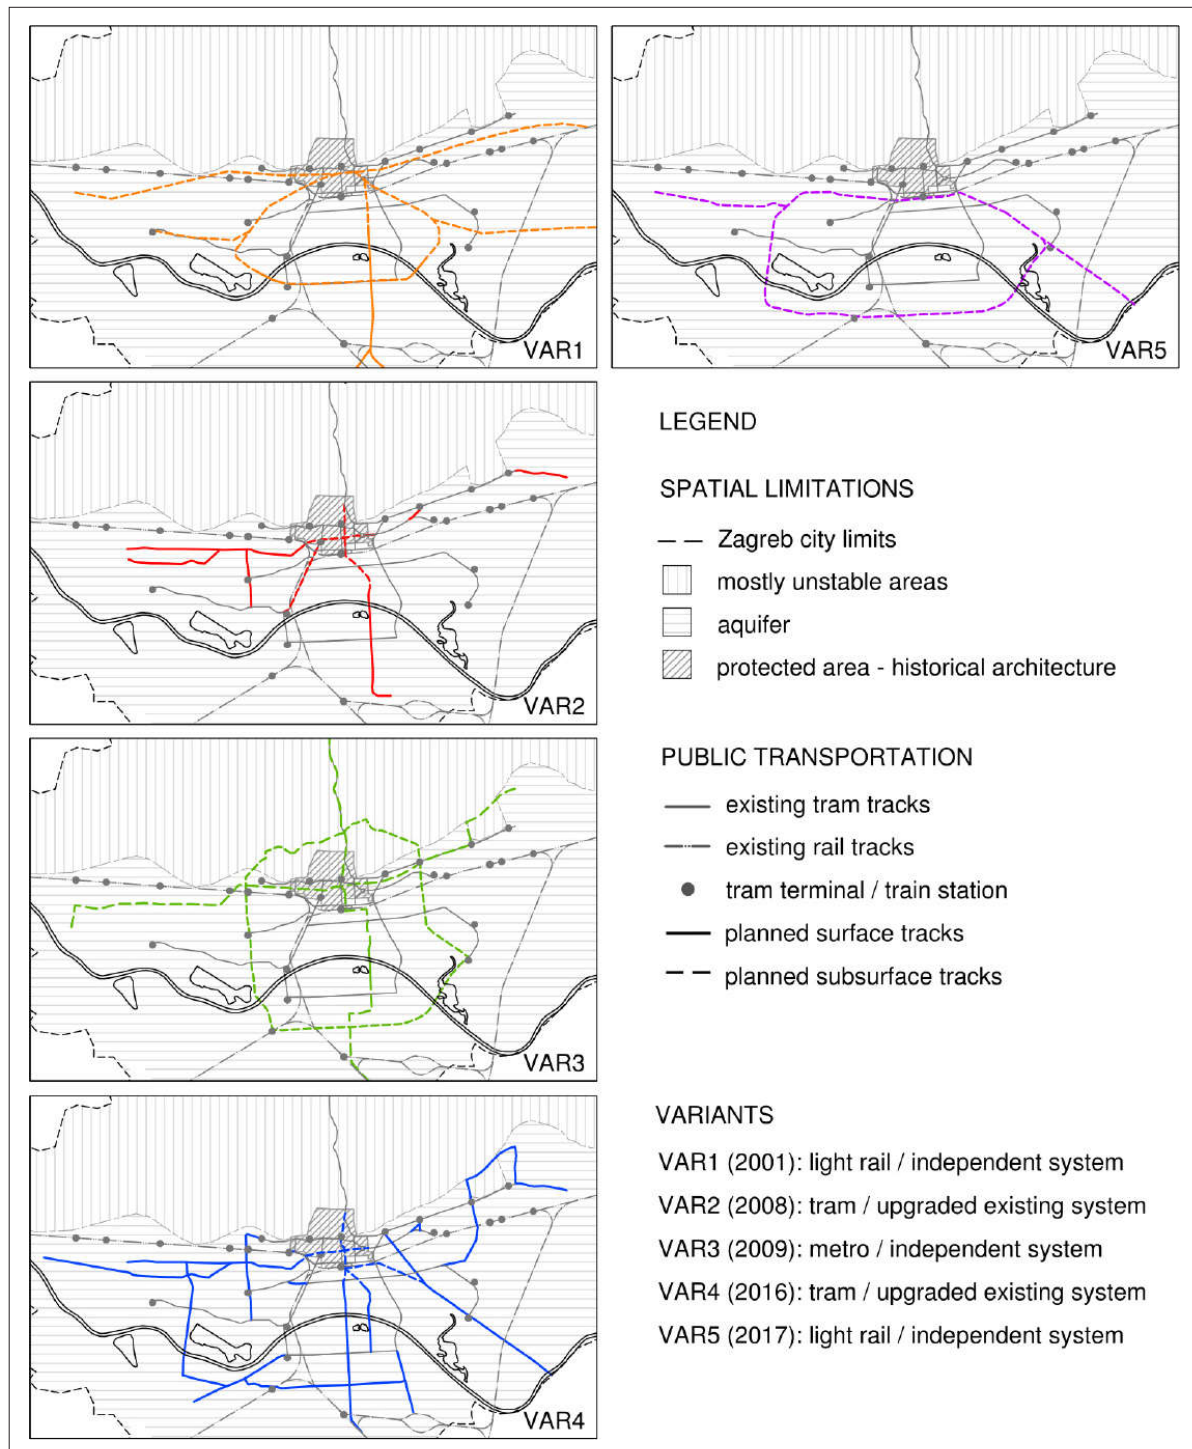 VAR1
VAR5
VAR2
LEGEND
SPATIAL LIMITATIONS
Zagreb city limits
mostly unstable areas
aquifer
protected area - historical architecture
VAR3
PUBLIC TRANSPORTATION
existing tram tracks
existing rail tracks
tram terminal / train station
planned surface tracks
planned subsurface tracks
VAR4
VARIANTS
VAR1 (2001): light rail / independent system
VAR2 (2008): tram / upgraded existing system
VAR3 (2009): metro / independent system
VAR4 (2016): tram / upgraded existing system
VAR5 (2017): light rail / independent system